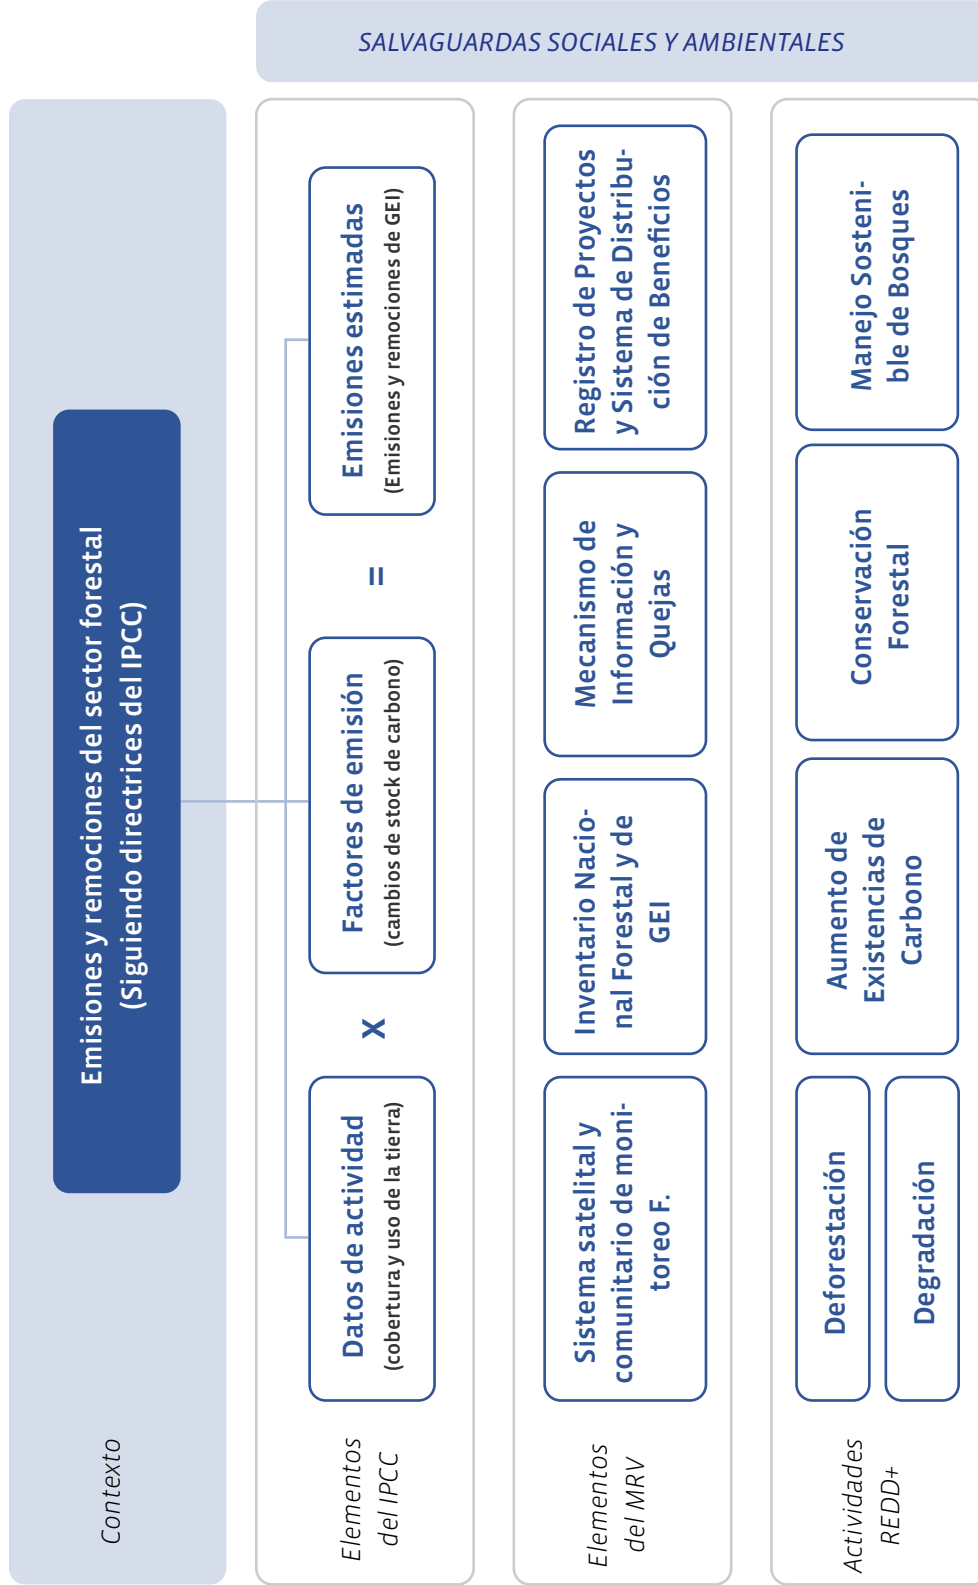 SALVAGUARDAS SOCIALES Y AMBIENTALES
Contexto
Emisiones y remociones del sector forestal
(Siguiendo directrices del IPCC)
Elementos
del IPCC
Datos de actividad
(cobertura y uso de la tierra)
X
Factores de emisión
(cambios de stock de carbono)
=
Emisiones estimadas
(Emisiones y remociones de GEI)
Elementos
del MRV
Sistema satelital y
comunitario de moni-
toreo F.
Inventario Nacio-
nal Forestal y de
GEI
Mecanismo de
Información y
Quejas
Registro de Proyectos
y Sistema de Distribu-
ción de Beneficios
Actividades
REDD+
Deforestación
Degradación
Aumento de
Existencias de
Carbono
Conservación
Forestal
Manejo Sosteni-
ble de Bosques